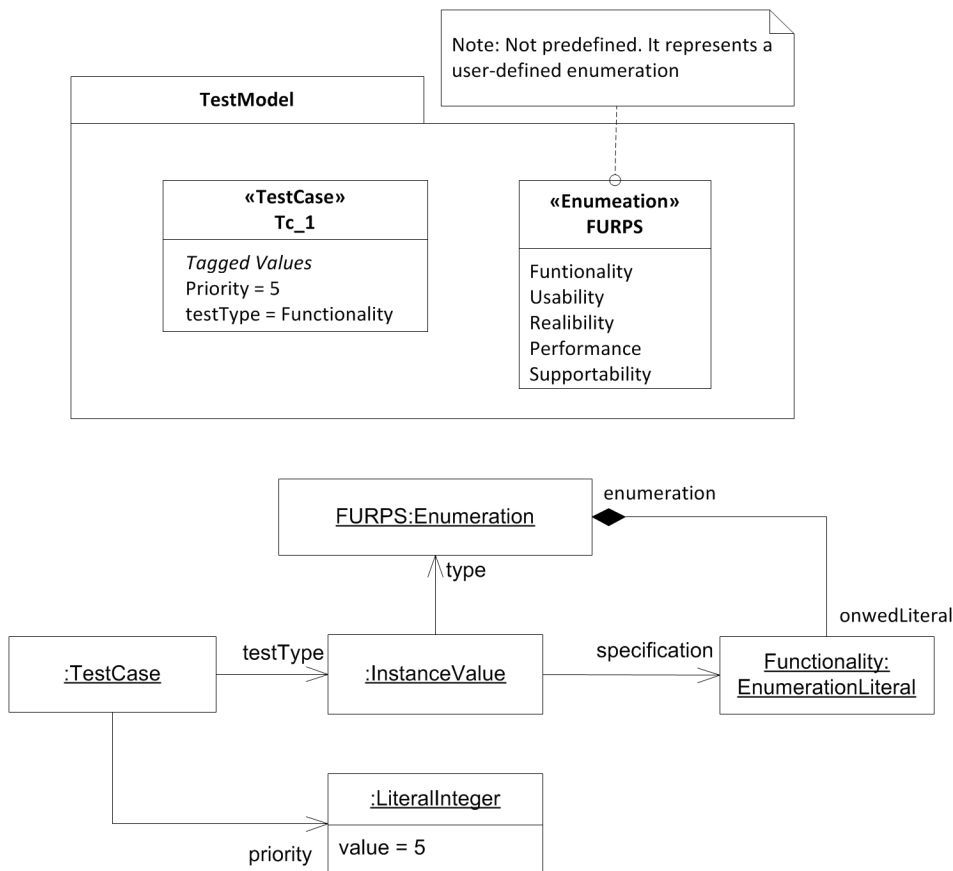 Note: Not predefined. It represents a
user-defined enumeration
TestModel
«TestCase»
Tc_1
Tagged Values
Priority = 5
testType = Functionality
«Enumeation»
FURPS
Funtionality
Usability
Realibility
Performance
Supportability
FURPS:Enumeration
enumeration
type
onwedLiteral
:TestCase
testType
:InstanceValue
specification
Functionality:
EnumerationLiteral
:LiteralInteger
priority
value = 5